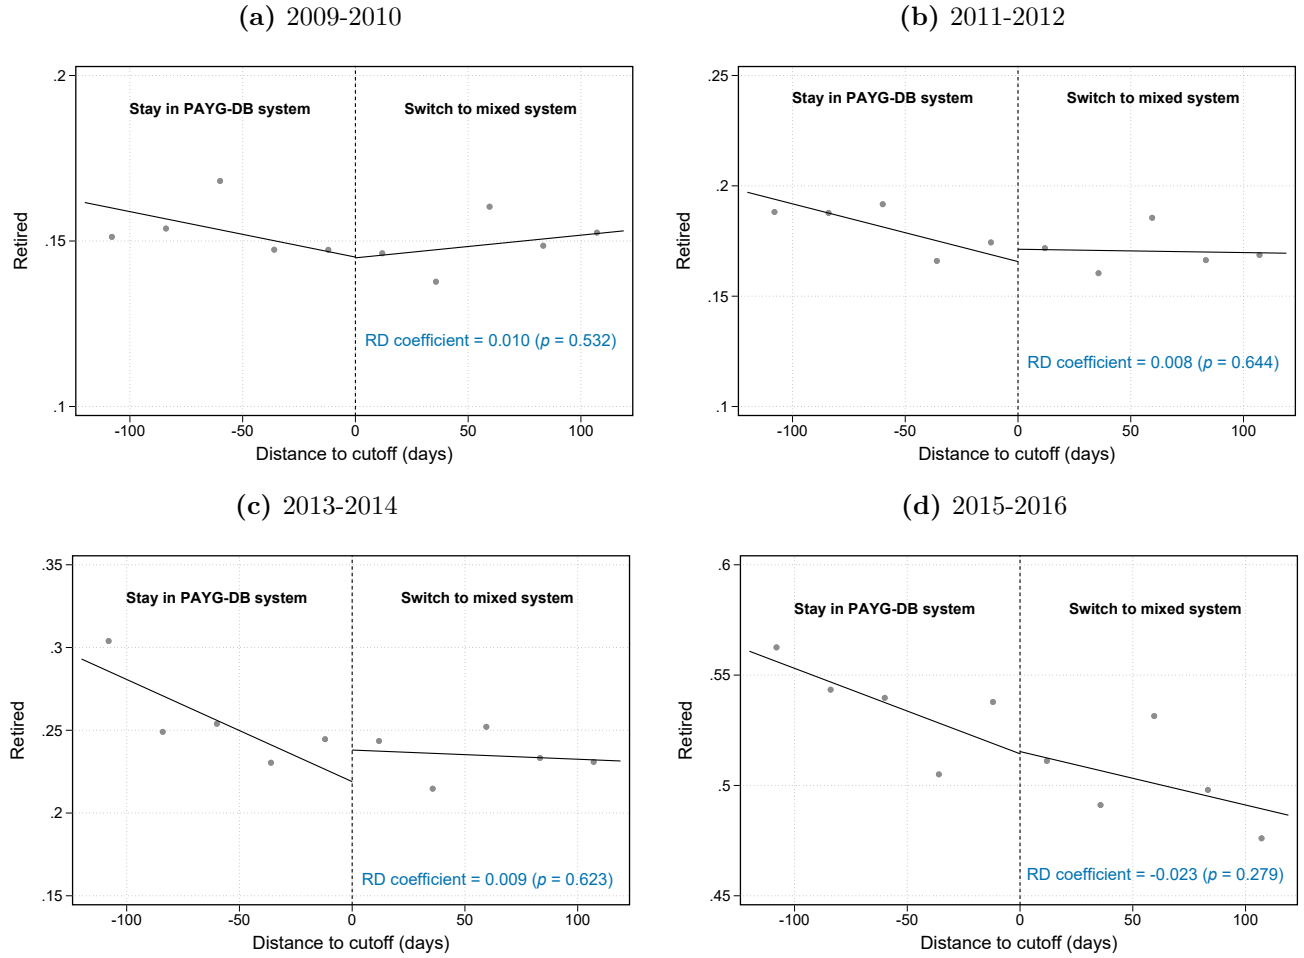 (a) 2009-2010
.2
.15
.1
Retired
Stay in PAYG-DB system
Switch to mixed system
RD coefficient = 0.010 (p = 0.532)
-100 -50 0 50 100
Distance to cutoff (days)
(b) 2011-2012
.25
.2
.15
.1
Retired
Stay in PAYG-DB system
Switch to mixed system
RD coefficient = 0.008 (p = 0.644)
-100 -50 0 50 100
Distance to cutoff (days)
(c) 2013-2014
.35
.3
.25
.2
.15
Retired
Stay in PAYG-DB system
Switch to mixed system
RD coefficient = 0.009 (p = 0.623)
-100 -50 0 50 100
Distance to cutoff (days)
(d) 2015-2016
.6
.55
.5
.45
Retired
Stay in PAYG-DB system
Switch to mixed system
RD coefficient = -0.023 (p = 0.279)
-100 -50 0 50 100
Distance to cutoff (days)